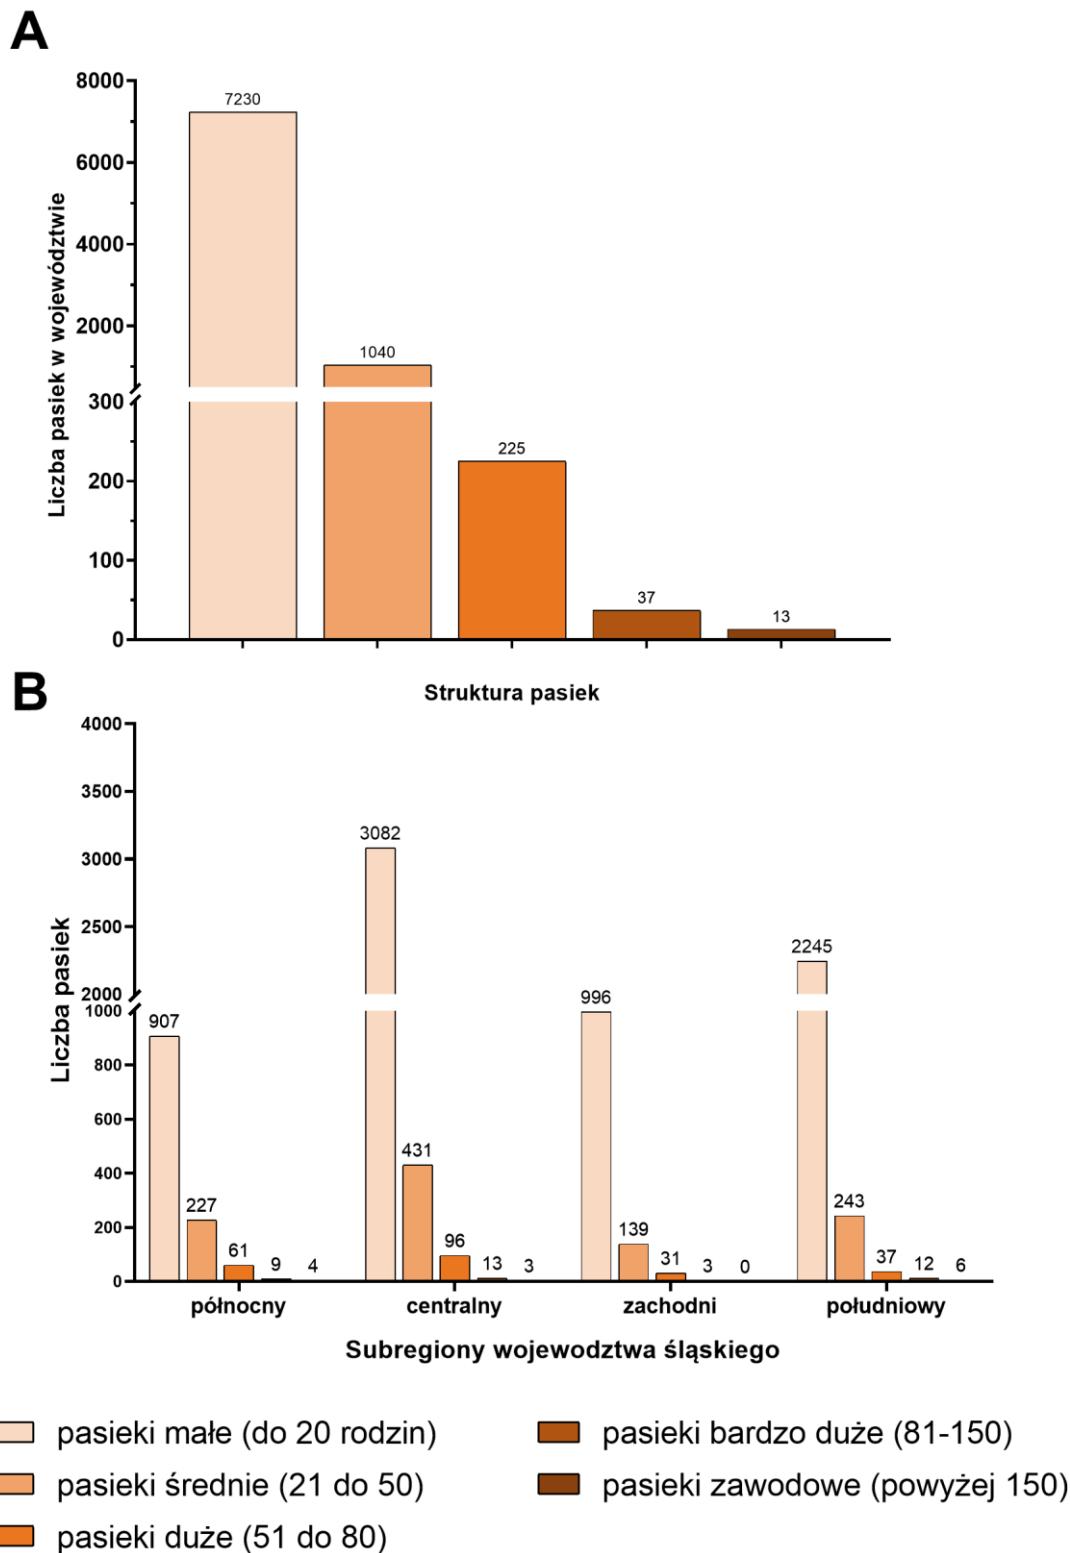 A
8000
7230
6000
4000
2000
1040
300
225
200
100
37
13
0
Liczba pasiek w województwie
Struktura pasiek
B
4000
3500
3082
3000
2500
2245
2000
1000
907
996
800
600
400
200
0
227
61
9
4
431
96
13
3
139
31
3
0
243
37
12
6
Liczba pasiek
północny
centralny
zachodni
południowy
Subregiony wojewodztwa śląskiego
pasieki małe (do 20 rodzin)
pasieki średnie (21 do 50)
pasieki duże (51 do 80)
pasieki bardzo duże (81-150)
pasieki zawodowe (powyżej 150)